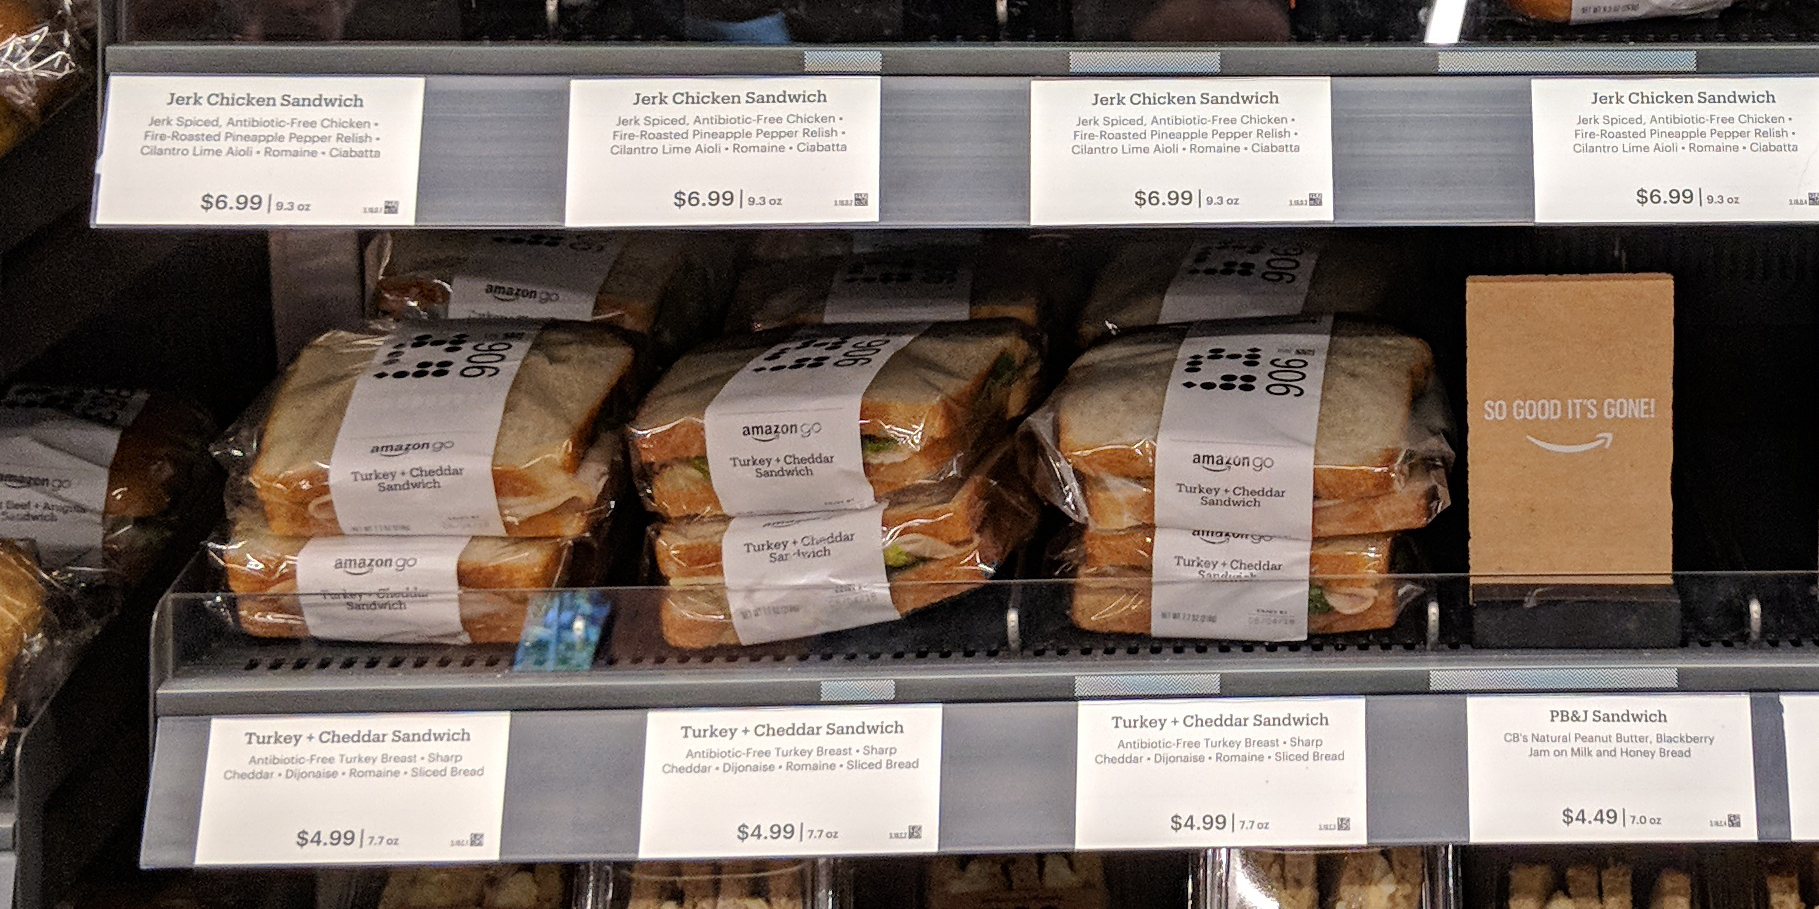 Jerk Chicken Sandwich
Jerk Spiced, Antibiotic-Free Chicken •
Fire-Roasted Pineapple Pepper Relish •
Cilantro Lime Aioli • Romaine • Ciabatta
$6.99 | 9.3 oz
Jerk Chicken Sandwich
Jerk Spiced, Antibiotic-Free Chicken •
Fire-Roasted Pineapple Pepper Relish •
Cilantro Lime Aioli • Romaine • Ciabatta
$6.99 | 9.3 oz
Jerk Chicken Sandwich
Jerk Spiced, Antibiotic-Free Chicken •
Fire-Roasted Pineapple Pepper Relish •
Cilantro Lime Aioli • Romaine • Ciabatta
$6.99 | 9.3 oz
Jerk Chicken Sandwich
Jerk Spiced, Antibiotic-Free Chicken •
Fire-Roasted Pineapple Pepper Relish •
Cilantro Lime Aioli • Romaine • Ciabatta
$6.99 | 9.3 oz
amazon go
906
906
amazon go
Turkey + Cheddar
Sandwich
amazon go
Turkey + Cheddar
Sandwich
906
amazon go
Turkey + Cheddar
Sandwich
Turkey + Cheddar
Sandwich
906
amazon go
Turkey + Cheddar
Sandwich
amazon go
Turkey + Cheddar
Sandwich
SO GOOD IT'S GONE!
amazon go
Beef +
Sandwich
Turkey + Cheddar Sandwich
Antibiotic-Free Turkey Breast • Sharp
Cheddar • Dijonaise • Romaine • Sliced Bread
$4.99 | 7.7 oz
Turkey + Cheddar Sandwich
Antibiotic-Free Turkey Breast • Sharp
Cheddar • Dijonaise • Romaine • Sliced Bread
$4.99 | 7.7 oz
Turkey + Cheddar Sandwich
Antibiotic-Free Turkey Breast • Sharp
Cheddar • Dijonaise • Romaine • Sliced Bread
$4.99 | 7.7 oz
PB&J Sandwich
CB's Natural Peanut Butter, Blackberry
Jam on Milk and Honey Bread
$4.49 | 7.0 oz